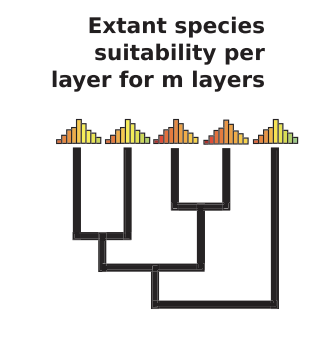 Extant species
suitability per
layer for m layers